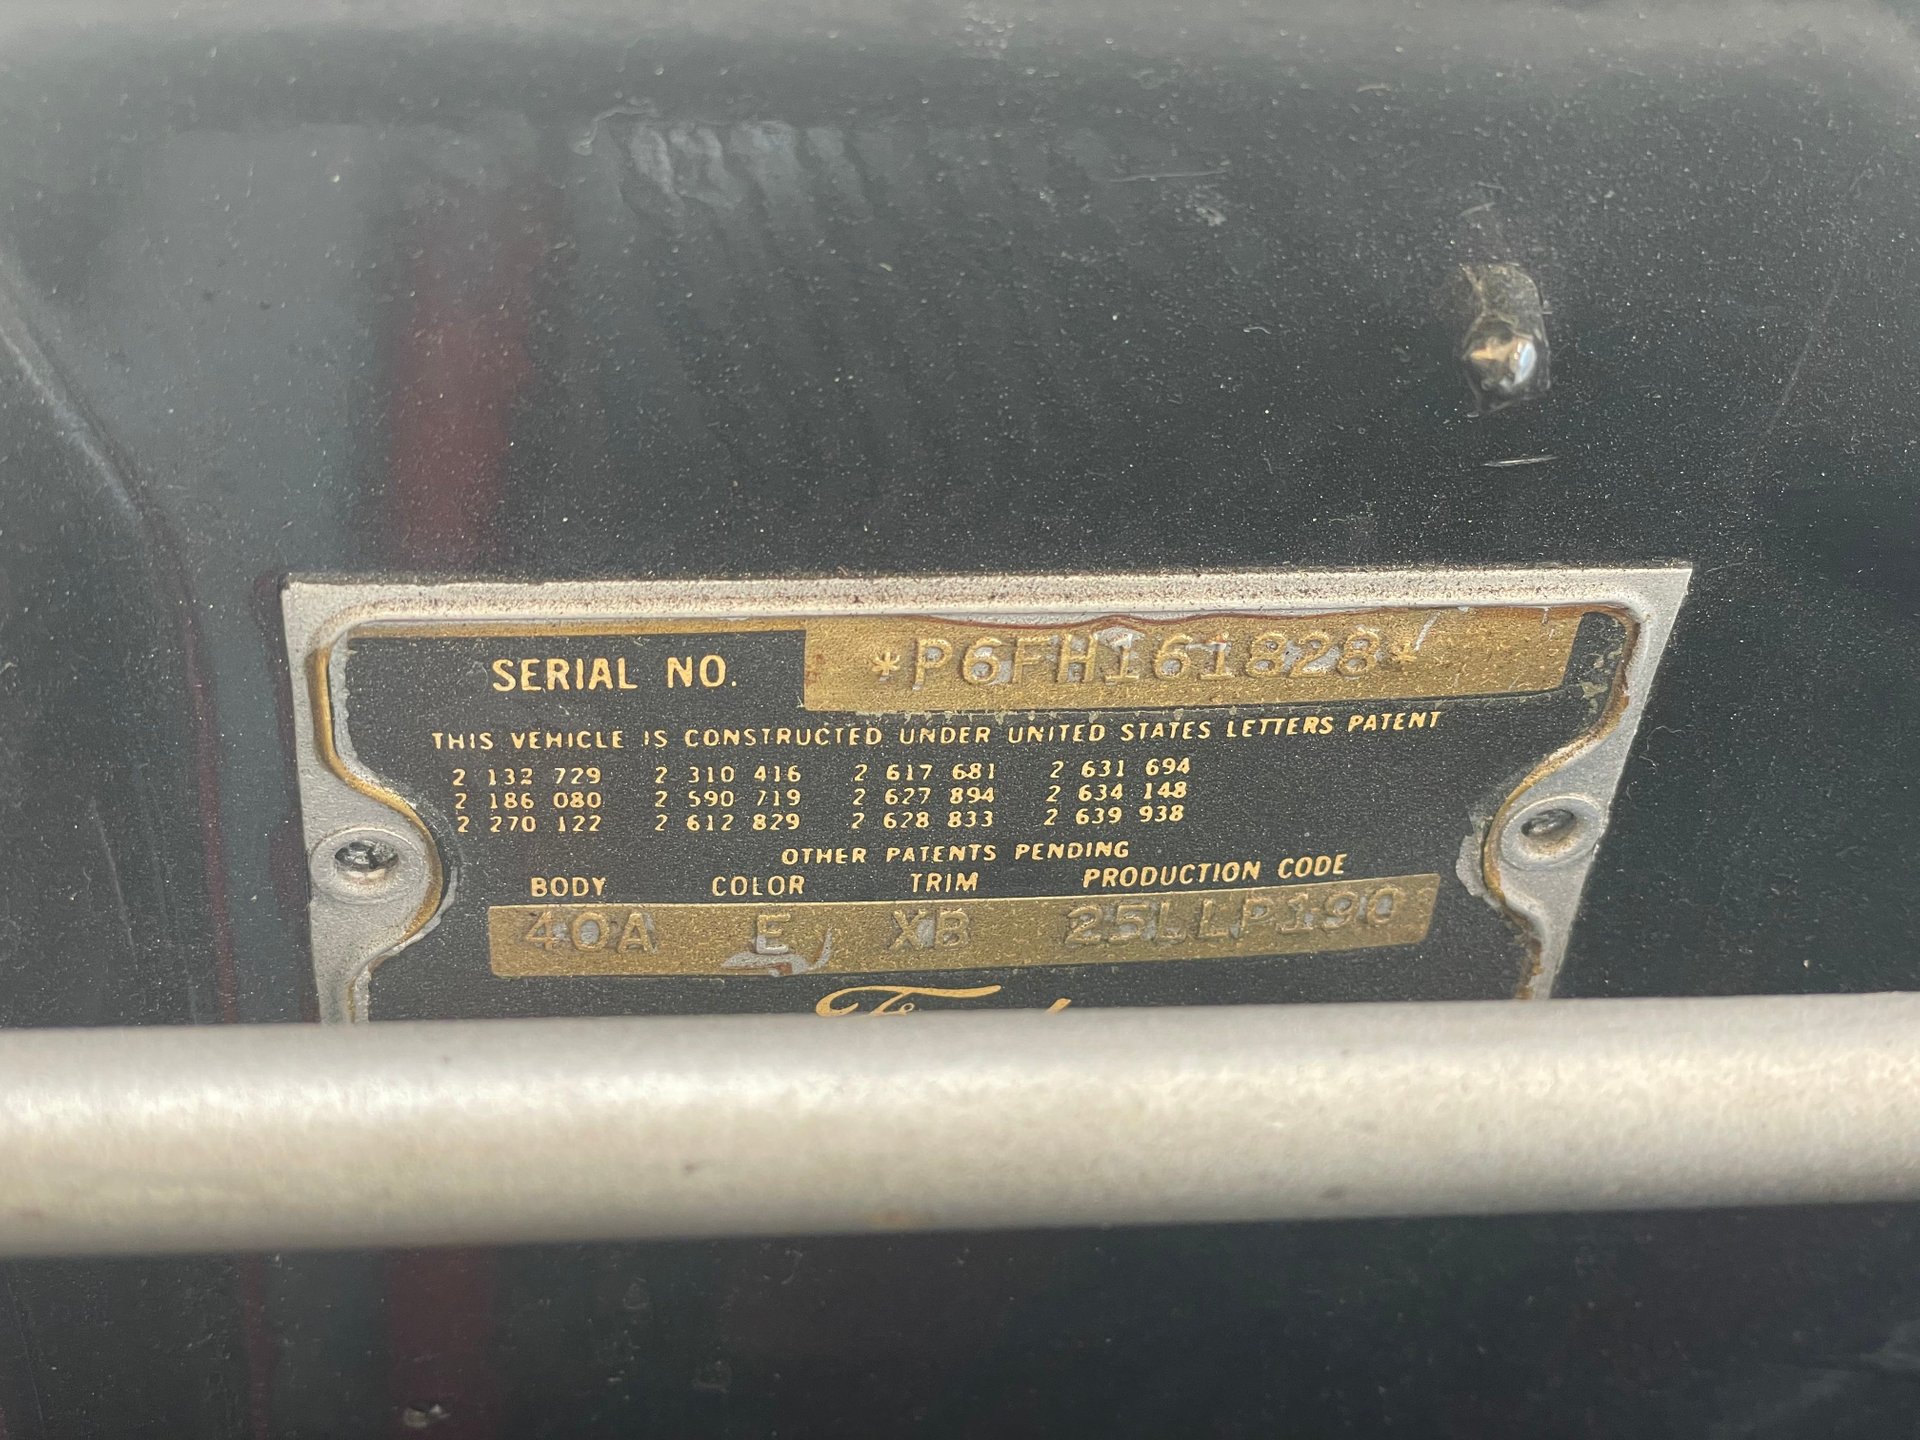 SERIAL NO. *P6FH161828*
THIS VEHICLE IS CONSTRUCTED UNDER UNITED STATES LETTERS PATENT
2 132 729 2 310 416 2 617 681 2 631 694
2 186 080 2 590 719 2 627 894 2 634 148
2 270 122 2 612 829 2 628 833 2 639 938
OTHER PATENTS PENDING
BODY COLOR TRIM PRODUCTION CODE
40A E XB 25LLP190